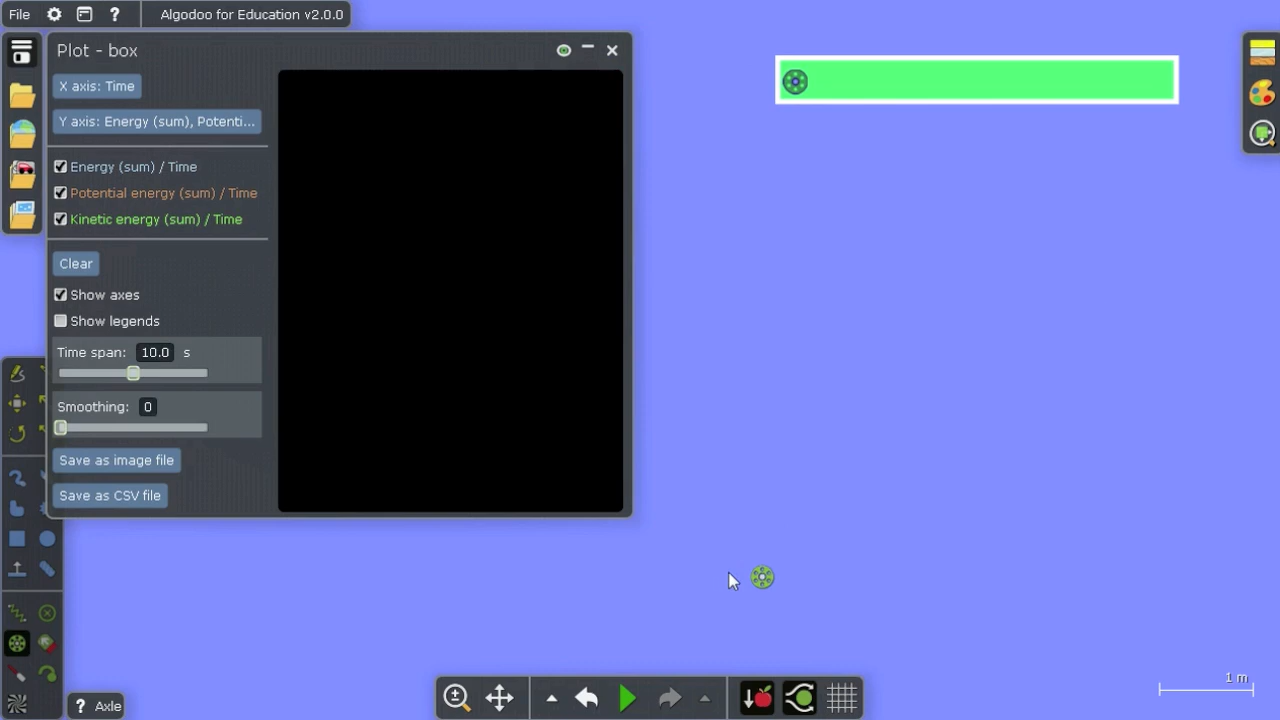 File ? Algodoo for Education v2.0.0
Plot - box
X axis: Time
Y axis: Energy (sum), Potenti...
Energy (sum) / Time
Potential energy (sum) / Time
Kinetic energy (sum) / Time
Clear
Show axes
Show legends
Time span: 10.0 s
Smoothing: 0
Save as image file
Save as CSV file
1 m
? Axle